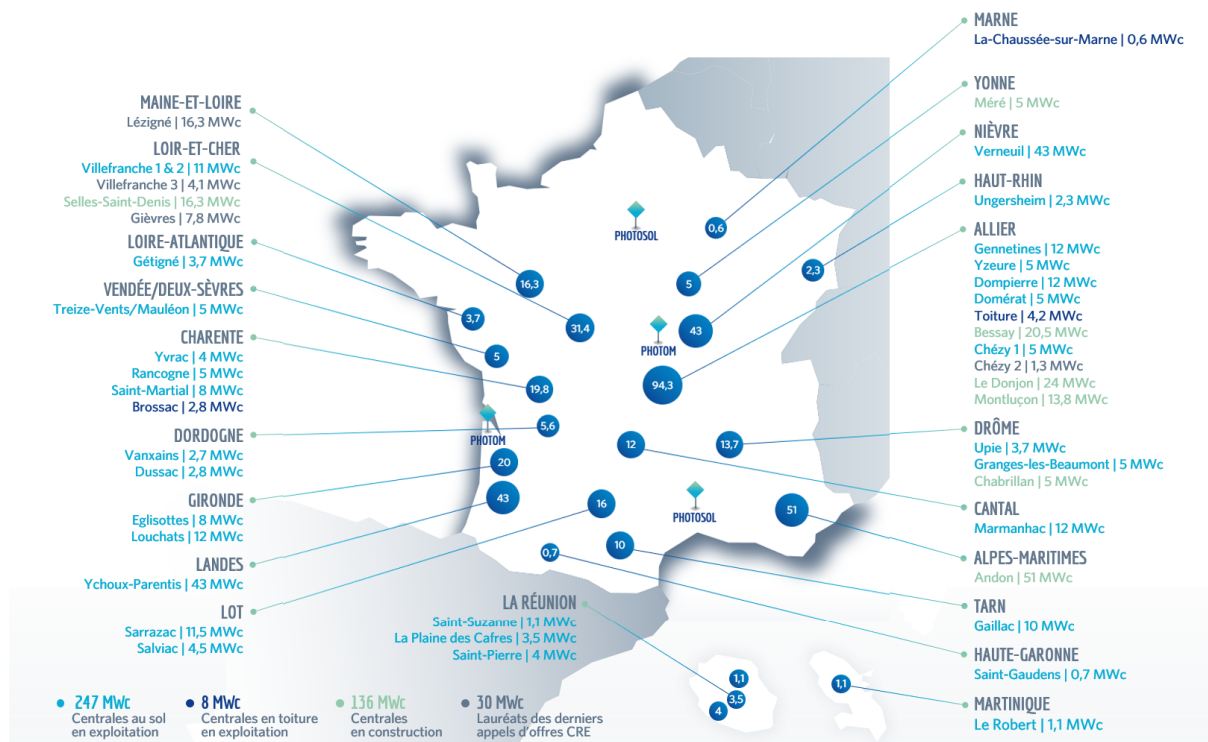 MAINE-ET-LOIRE
Lézigné | 16,3 MWc
LOIR-ET-CHER
Villefranche 1 & 2 | 11 MWc
Villefranche 3 | 4,1 MWc
Selles-Saint-Denis | 16,3 MWc
Gièvres | 7,8 MWc
LOIRE-ATLANTIQUE
Gétigné | 3,7 MWc
VENDÉE/DEUX-SÈVRES
Treize-Vents/Mauléon | 5 MWc
CHARENTE
Yvrac | 4 MWc
Rancogne | 5 MWc
Saint-Martial | 8 MWc
Brossac | 2,8 MWc
DORDOGNE
Vanxains | 2,7 MWc
Dussac | 2,8 MWc
GIRONDE
Eglisottes | 8 MWc
Louchats | 12 MWc
LANDES
Ychoux-Parentis | 43 MWc
LOT
Sarrazac | 11,5 MWc
Salviac | 4,5 MWc
PHOTOSOL
0,6
2,3
16,3
5
3,7
31,4
43
PHOTOM
5
94,3
19,8
PHOTOM
5,6
12
13,7
20
43
16
PHOTOSOL
51
10
0,7
LA RÉUNION
Saint-Suzanne | 1,1 MWc
La Plaine des Cafres | 3,5 MWc
Saint-Pierre | 4 MWc
1,1
3,5
4
1,1
MARNE
La-Chaussée-sur-Marne | 0,6 MWc
YONNE
Méré | 5 MWc
NIÈVRE
Verneuil | 43 MWc
HAUT-RHIN
Ungersheim | 2,3 MWc
ALLIER
Gennetines | 12 MWc
Yzeure | 5 MWc
Dompierre | 12 MWc
Domérat | 5 MWc
Toiture | 4,2 MWc
Bessay | 20,5 MWc
Chézy 1 | 5 MWc
Chézy 2 | 1,3 MWc
Le Donjon | 24 MWc
Montluçon | 13,8 MWc
DRÔME
Upie | 3,7 MWc
Granges-les-Beaumont | 5 MWc
Chabrillan | 5 MWc
CANTAL
Marmanhac | 12 MWc
ALPES-MARITIMES
Andon | 51 MWc
TARN
Gaillac | 10 MWc
HAUTE-GARONNE
Saint-Gaudens | 0,7 MWc
MARTINIQUE
Le Robert | 1,1 MWc
247 MWc
Centrales au sol
en exploitation
8 MWc
Centrales en toiture
en exploitation
136 MWc
Centrales
en construction
30 MWc
Lauréats des derniers
appels d'offres CRE